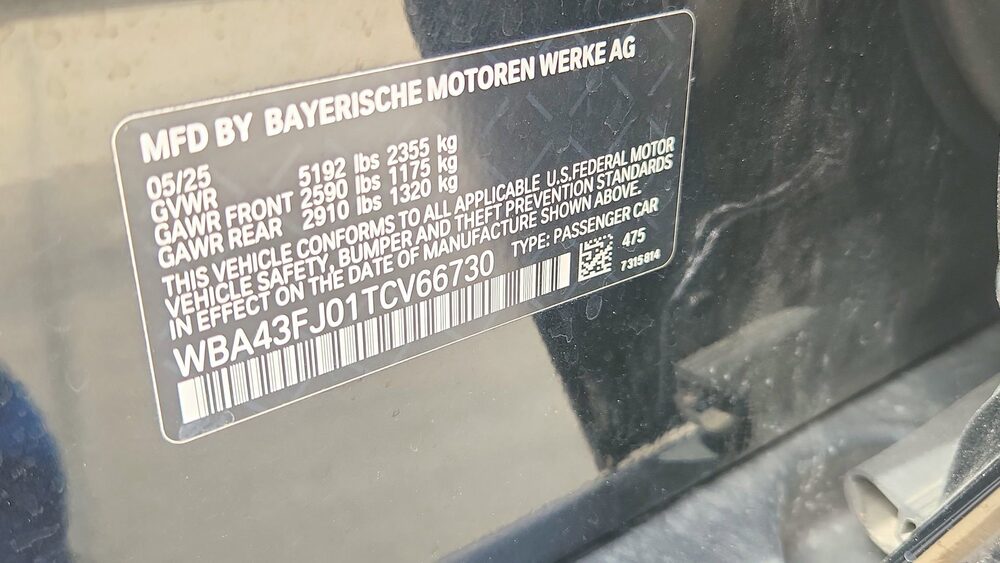 MFD BY BAYERISCHE MOTOREN WERKE AG
05/25
GVWR 5192 lbs 2355 kg
GAWR FRONT 2590 lbs 1175 kg
GAWR REAR 2910 lbs 1320 kg
THIS VEHICLE CONFORMS TO ALL APPLICABLE U.S.FEDERAL MOTOR
VEHICLE SAFETY, BUMPER AND THEFT PREVENTION STANDARDS
IN EFFECT ON THE DATE OF MANUFACTURE SHOWN ABOVE.
WBA43FJ01TCV66730
TYPE: PASSENGER CAR
475
7315814